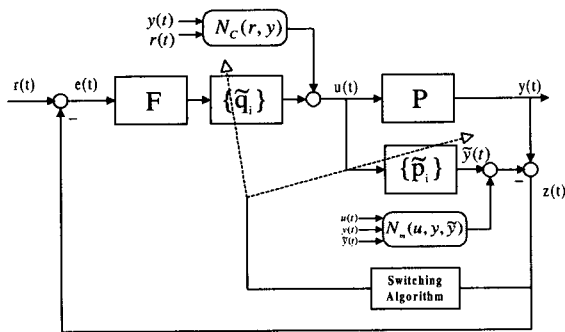 y(t)
r(t)
N_C(r, y)
r(t)
e(t)
F
{q̃_i}
u(t)
P
y(t)
{p̃_i}
ỹ(t)
z(t)
u(t)
y(t)
ỹ(t)
N_m(u, y, ỹ)
Switching
Algorithm